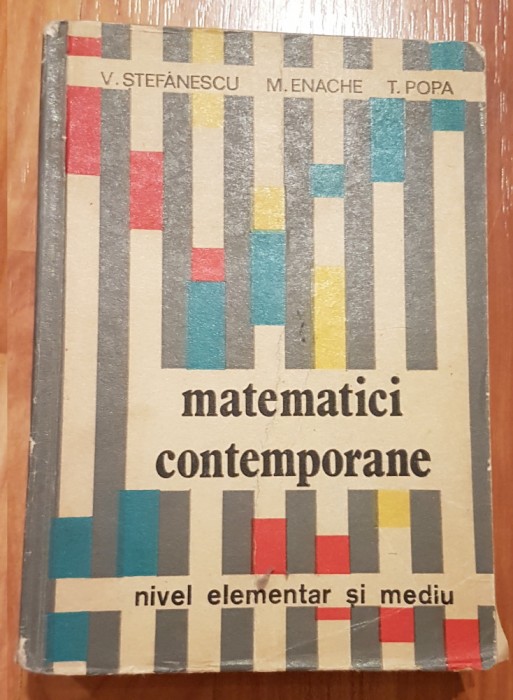 V. STEFĂNESCU M. ENACHE T. POPA
matematici
contemporane
nivel elementar și mediu